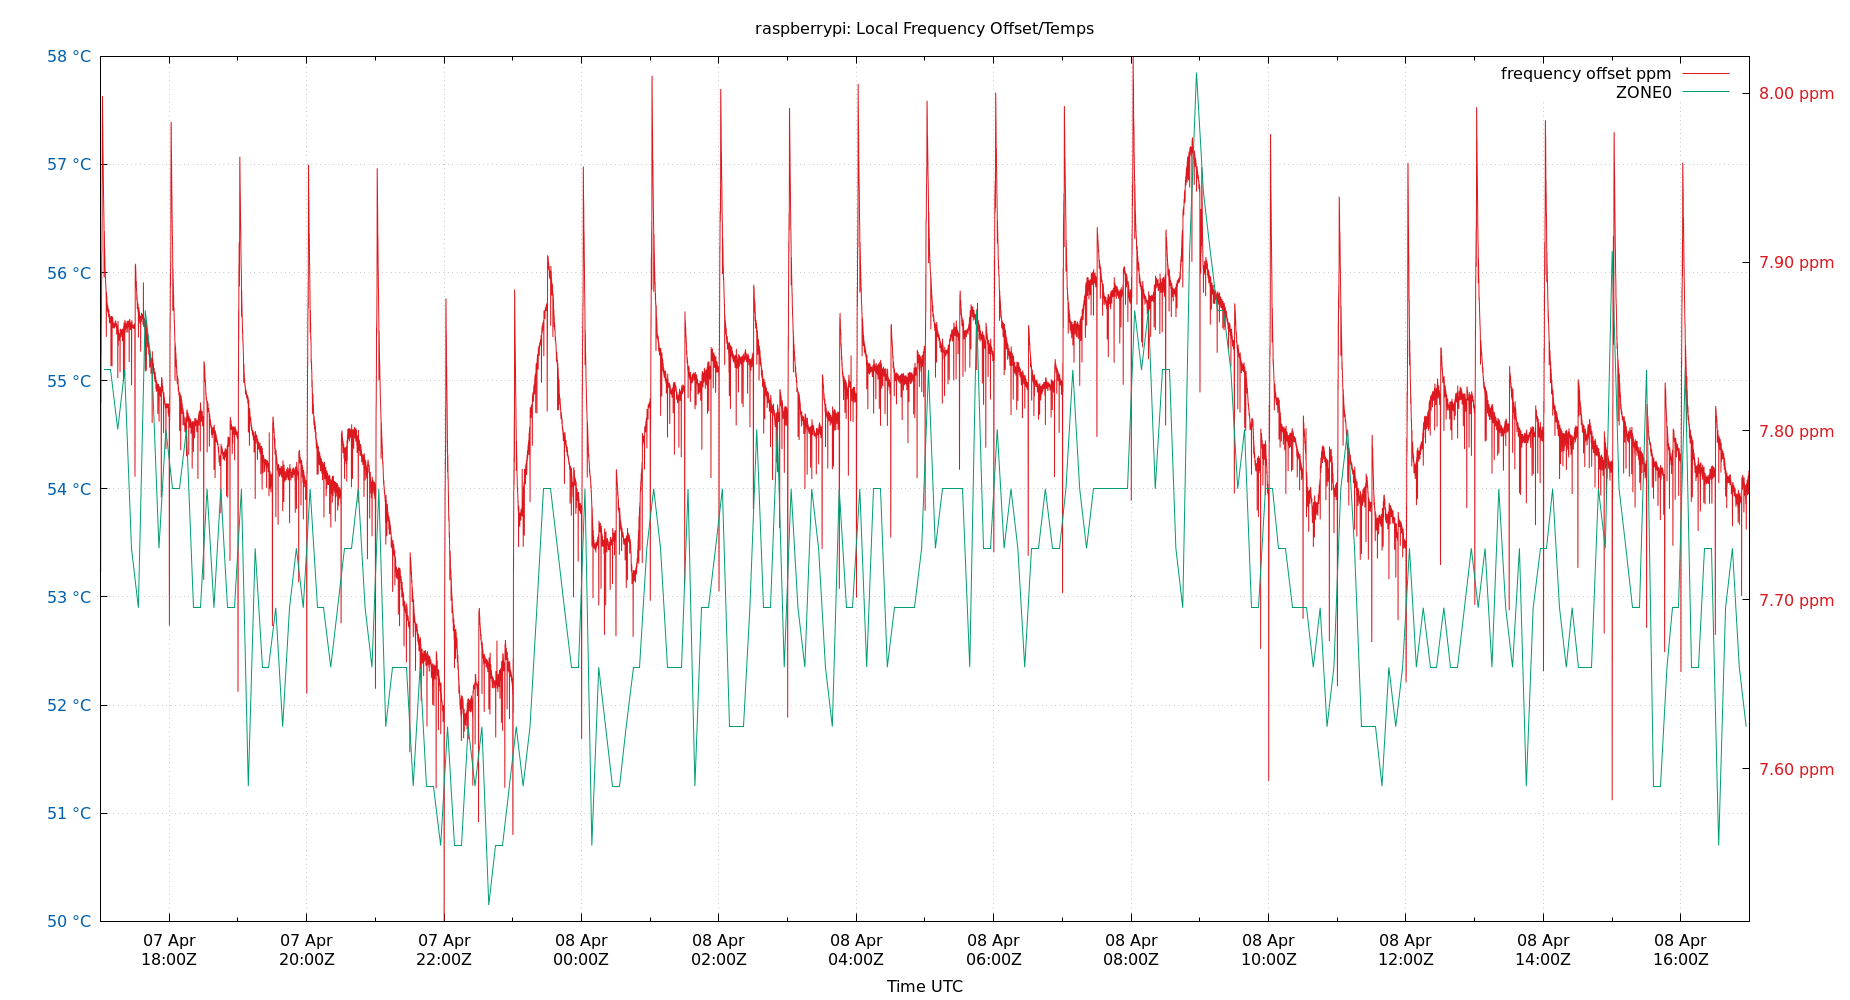 raspberrypi: Local Frequency Offset/Temps
58 °C
57 °C
56 °C
55 °C
54 °C
53 °C
52 °C
51 °C
50 °C
frequency offset ppm
ZONE0
8.00 ppm
7.90 ppm
7.80 ppm
7.70 ppm
7.60 ppm
07 Apr 07 Apr 07 Apr 08 Apr 08 Apr 08 Apr 08 Apr 08 Apr 08 Apr 08 Apr 08 Apr 08 Apr
18:00Z 20:00Z 22:00Z 00:00Z 02:00Z 04:00Z 06:00Z 08:00Z 10:00Z 12:00Z 14:00Z 16:00Z
Time UTC